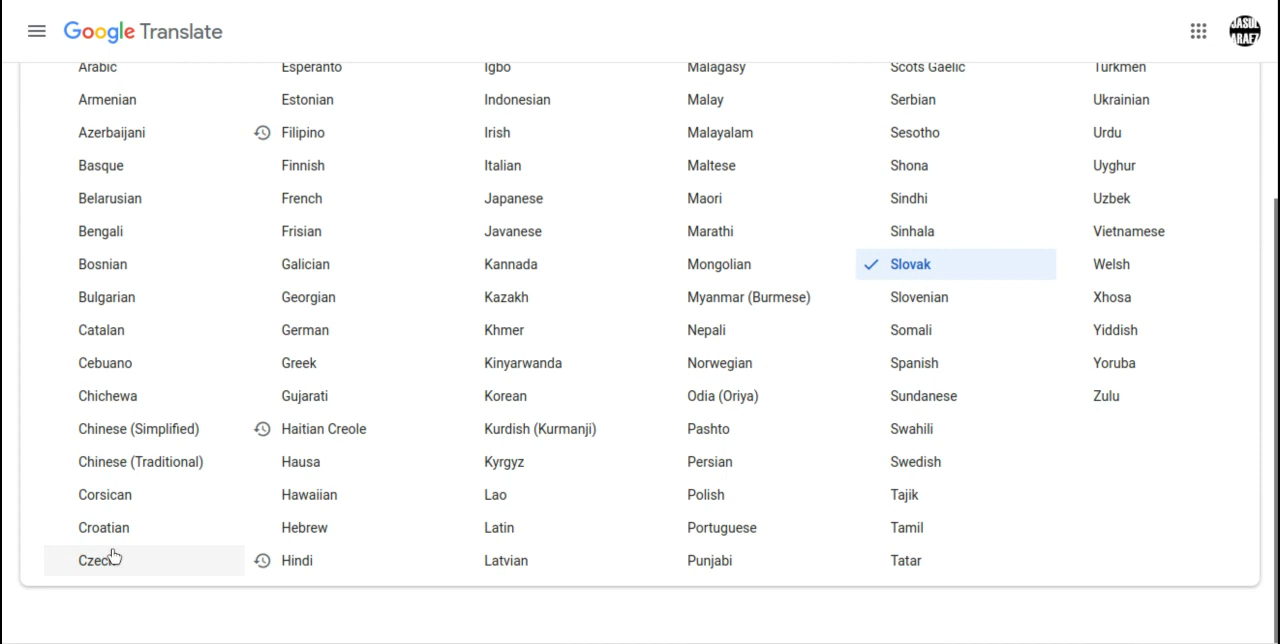 Google Translate
JASUL
ARAEZ
Arabic Esperanto Igbo Malagasy Scots Gaelic Turkmen
Armenian Estonian Indonesian Malay Serbian Ukrainian
Azerbaijani Filipino Irish Malayalam Sesotho Urdu
Basque Finnish Italian Maltese Shona Uyghur
Belarusian French Japanese Maori Sindhi Uzbek
Bengali Frisian Javanese Marathi Sinhala Vietnamese
Bosnian Galician Kannada Mongolian Slovak Welsh
Bulgarian Georgian Kazakh Myanmar (Burmese) Slovenian Xhosa
Catalan German Khmer Nepali Somali Yiddish
Cebuano Greek Kinyarwanda Norwegian Spanish Yoruba
Chichewa Gujarati Korean Odia (Oriya) Sundanese Zulu
Chinese (Simplified) Haitian Creole Kurdish (Kurmanji) Pashto Swahili
Chinese (Traditional) Hausa Kyrgyz Persian Swedish
Corsican Hawaiian Lao Polish Tajik
Croatian Hebrew Latin Portuguese Tamil
Czech Hindi Latvian Punjabi Tatar